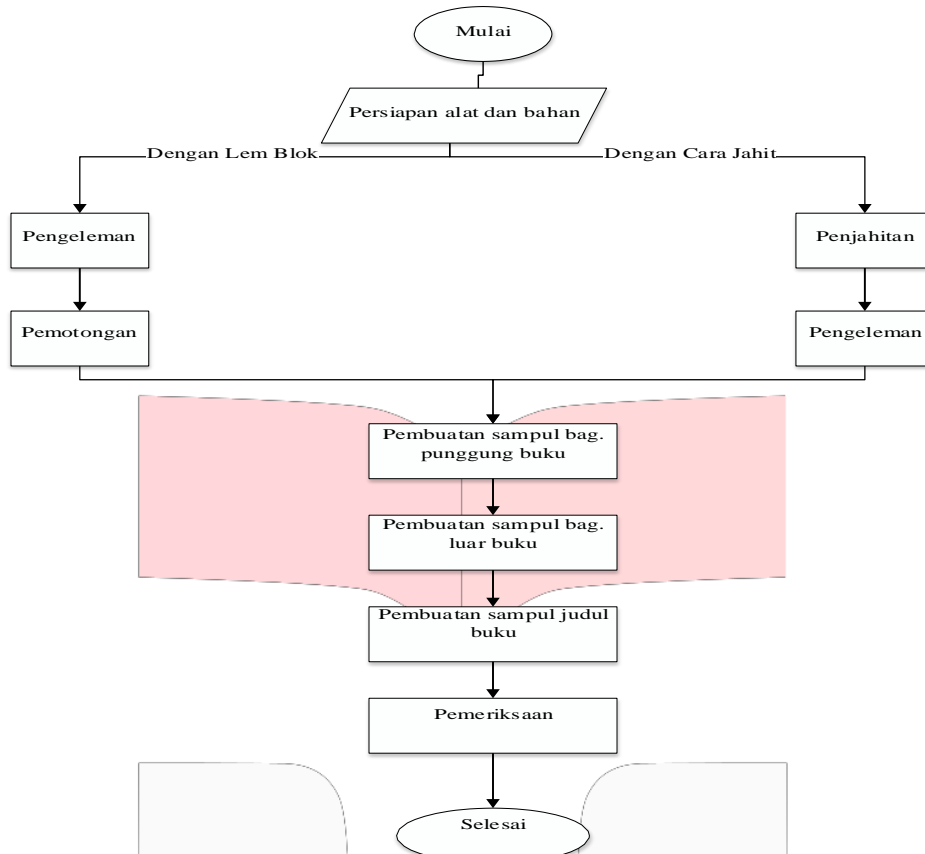 Mulai
Persiapan alat dan bahan
Dengan Lem Blok
Dengan Cara Jahit
Pengeleman
Penjahitan
Pemotongan
Pengeleman
Pembuatan sampul bag.
punggung buku
Pembuatan sampul bag.
luar buku
Pembuatan sampul judul
buku
Pemeriksaan
Selesai